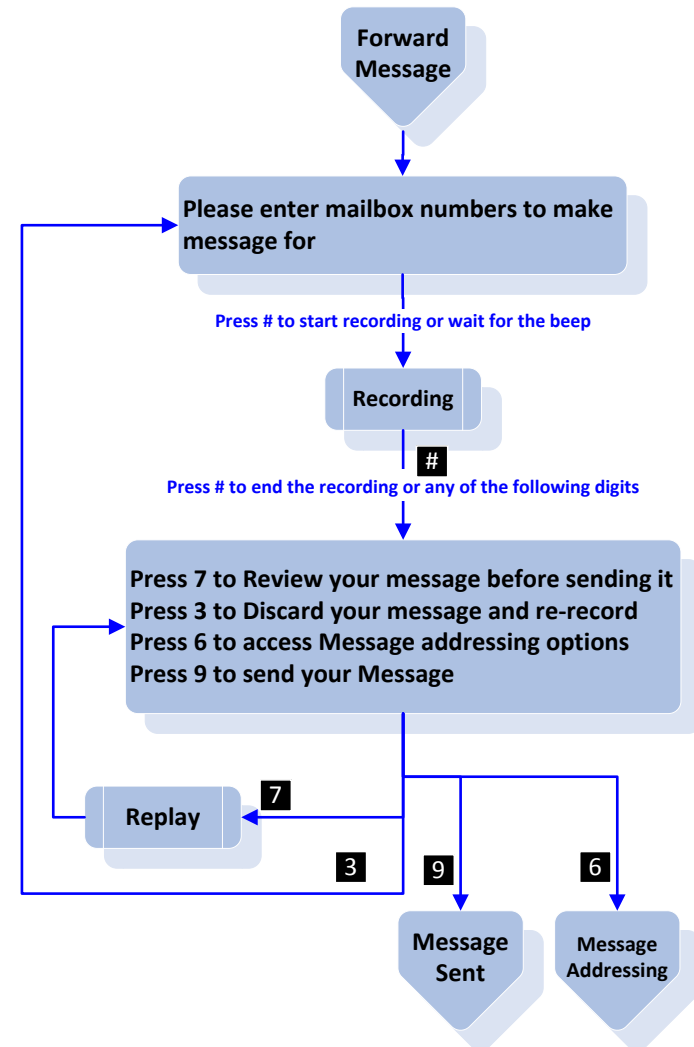 Forward
Message
Please enter mailbox numbers to make
message for
Press # to start recording or wait for the beep
Recording
#
Press # to end the recording or any of the following digits
Press 7 to Review your message before sending it
Press 3 to Discard your message and re-record
Press 6 to access Message addressing options
Press 9 to send your Message
7
Replay
3
9
6
Message
Sent
Message
Addressing